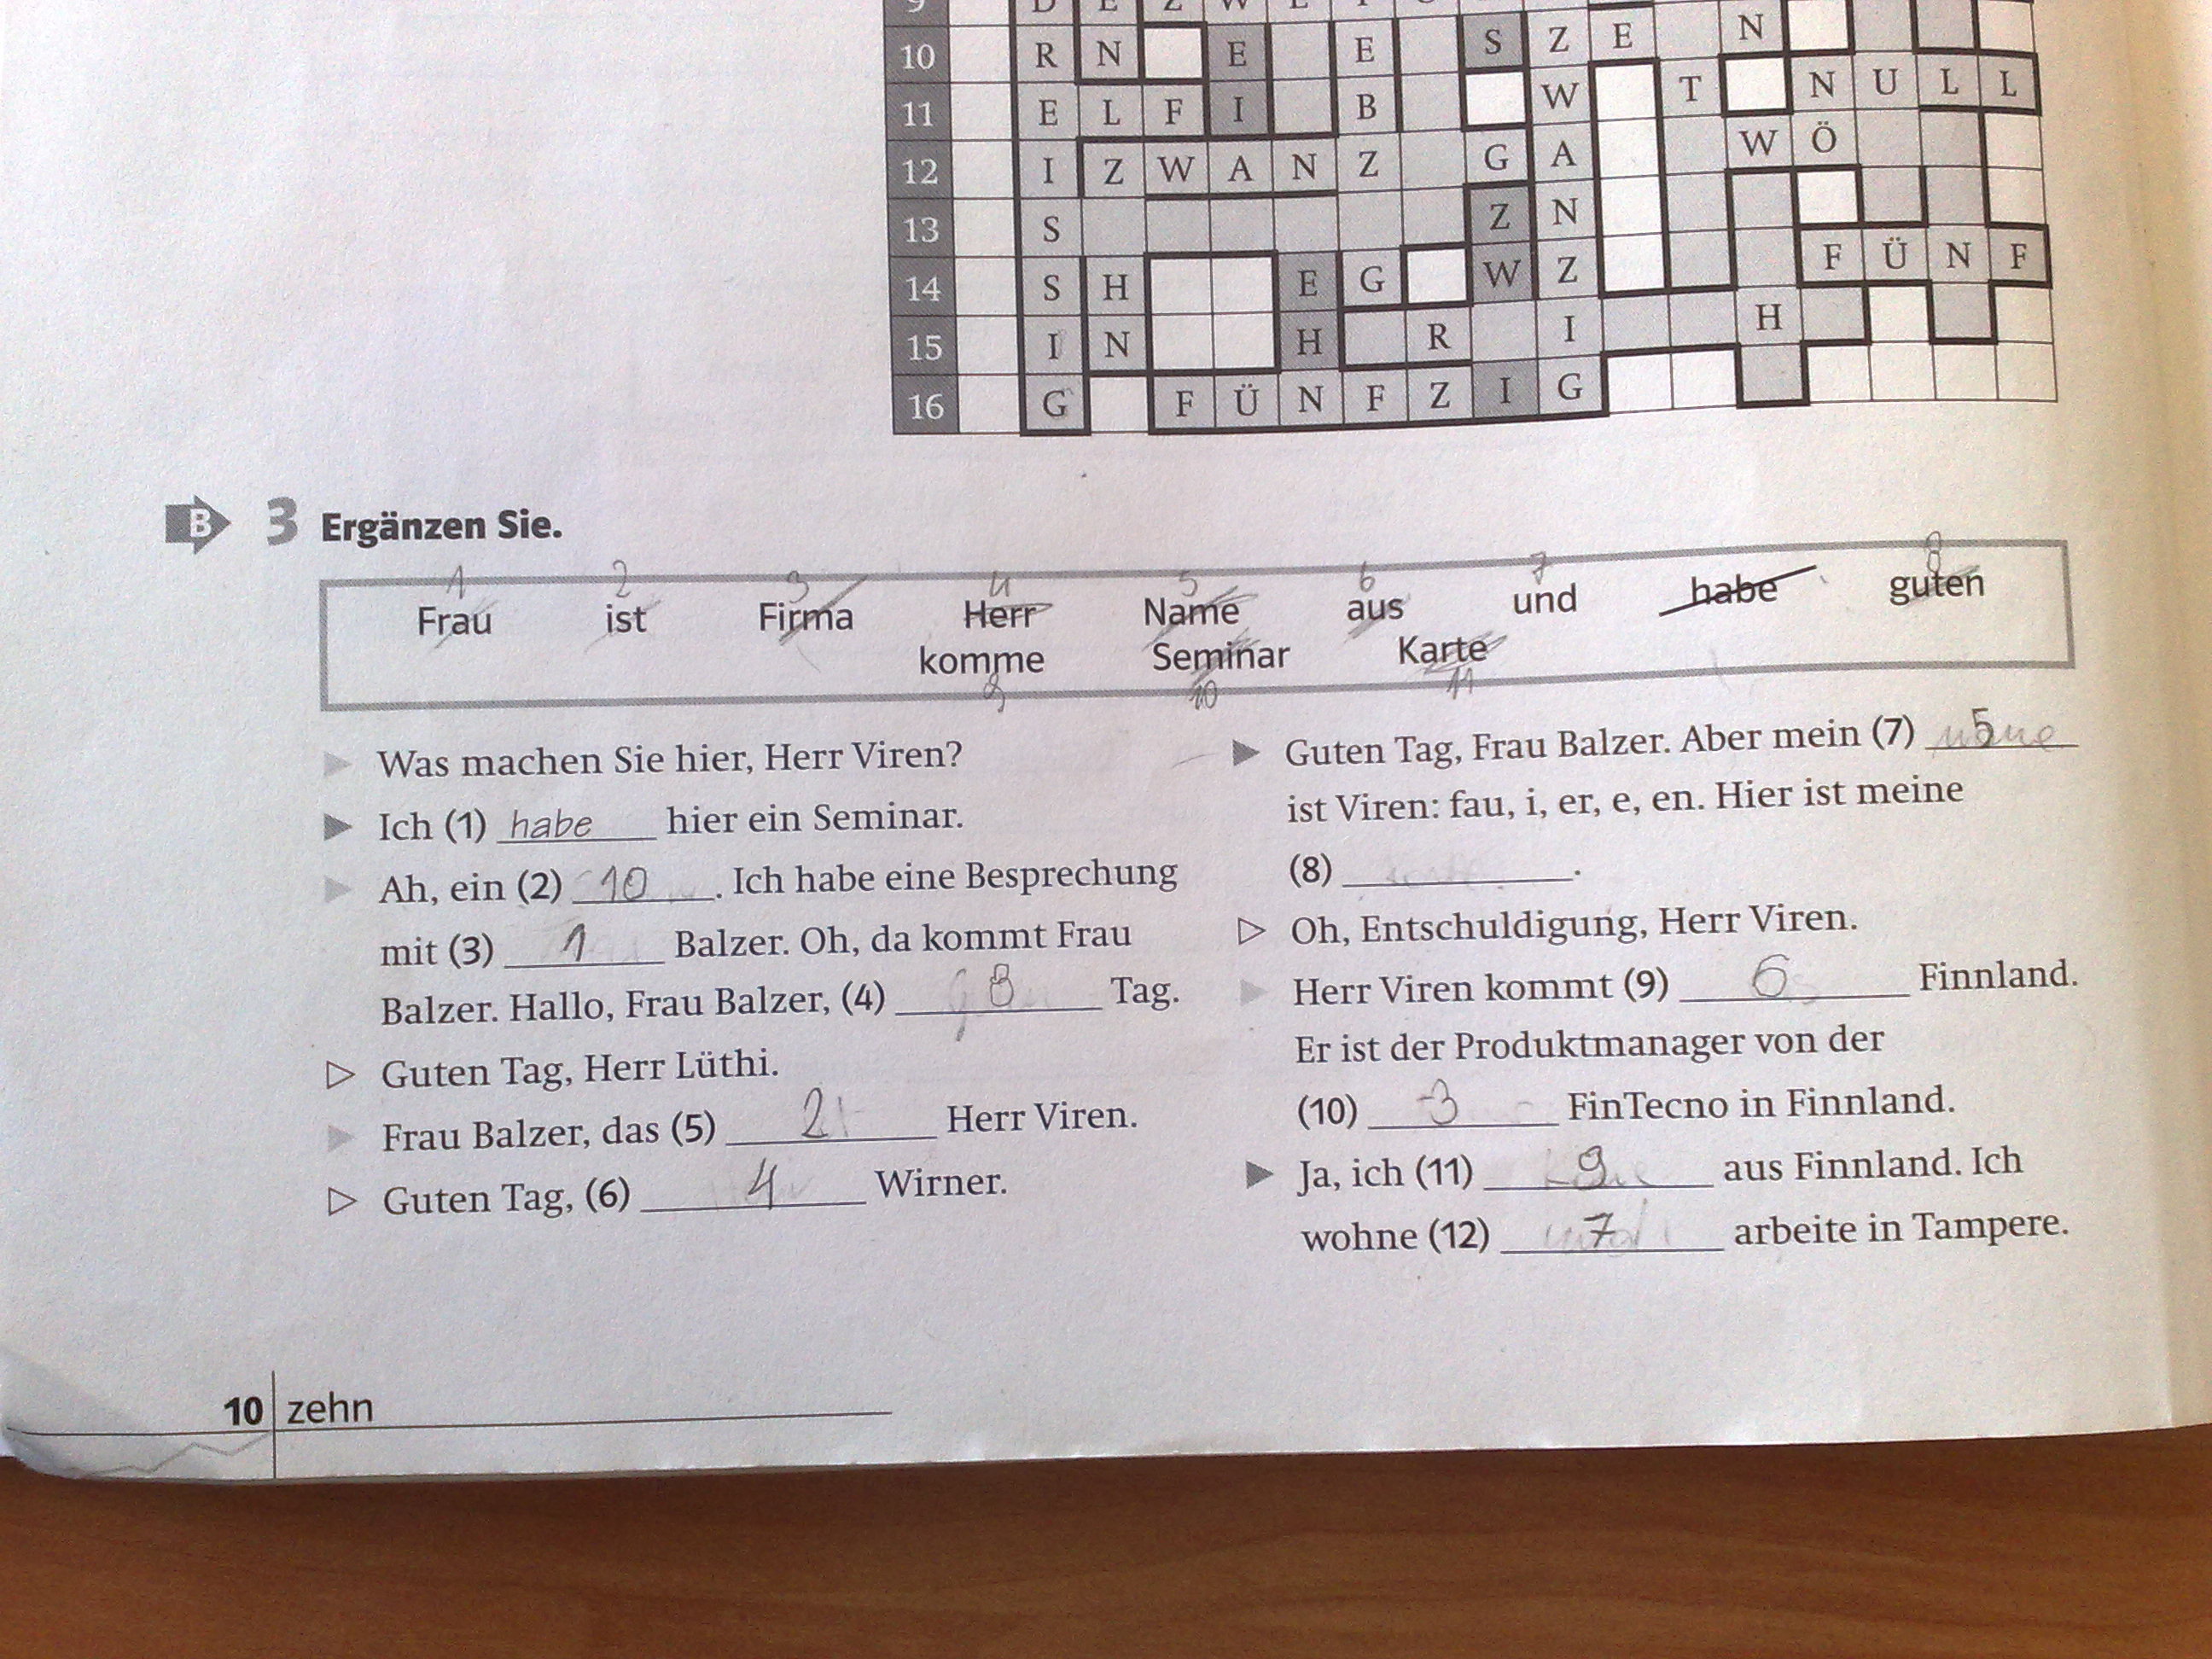 9 D E Z W E I
10 R N E E S Z E N
11 E L F I B W T N U L L
12 I Z W A N Z G A W Ö
13 S Z N
14 S H E G W Z F Ü N F
15 I N H R I H
16 G F Ü N F Z I G
B 3 Ergänzen Sie.
1 2 3 4 5 6 7 8
Frau ist Firma Herr Name aus und habe guten
komme Seminar Karte
9 10 11
Was machen Sie hier, Herr Viren?
Ich (1) habe hier ein Seminar.
Ah, ein (2) 10. Ich habe eine Besprechung
mit (3) 1 Balzer. Oh, da kommt Frau
Balzer. Hallo, Frau Balzer, (4) 8 Tag.
Guten Tag, Herr Lüthi.
Frau Balzer, das (5) 2 Herr Viren.
Guten Tag, (6) 4 Wirner.
Guten Tag, Frau Balzer. Aber mein (7) 5
ist Viren: fau, i, er, e, en. Hier ist meine
(8) .
Oh, Entschuldigung, Herr Viren.
Herr Viren kommt (9) 6 Finnland.
Er ist der Produktmanager von der
(10) 3 FinTecno in Finnland.
Ja, ich (11) 9 aus Finnland. Ich
wohne (12) 7 arbeite in Tampere.
10 zehn